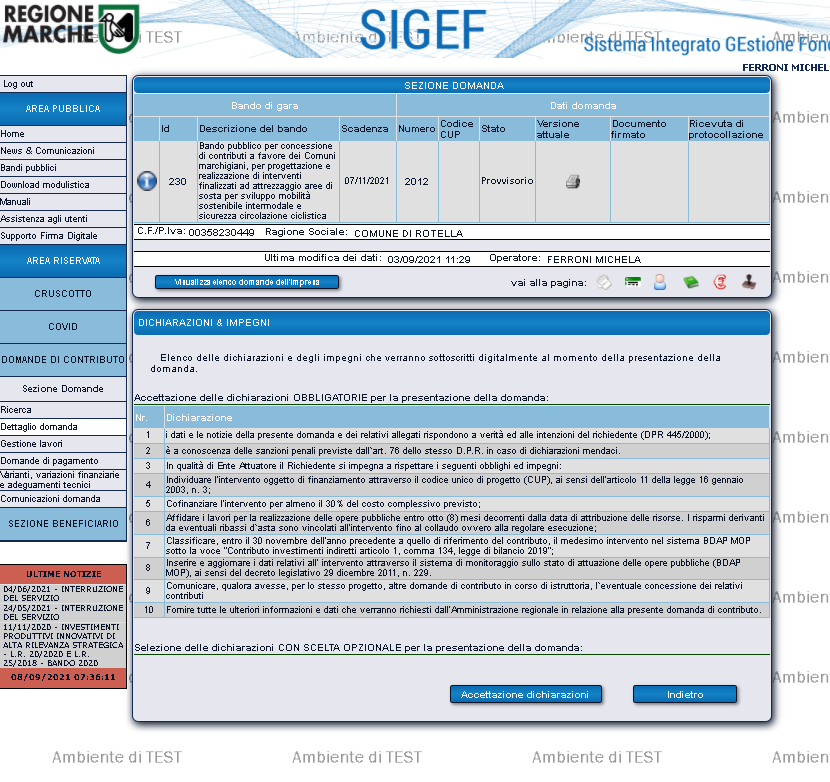 REGIONE
MARCHE
SIGEF
Sistema Integrato GEstione Fond
Ambiente di TEST
FERRONI MICHEL
Log out
AREA PUBBLICA
Home
News & Comunicazioni
Bandi pubblici
Download modulistica
Manuali
Assistenza agli utenti
Supporto Firma Digitale
AREA RISERVATA
CRUSCOTTO
COVID
DOMANDE DI CONTRIBUTO
Sezione Domande
Ricerca
Dettaglio domanda
Gestione lavori
Domande di pagamento
Varianti, variazioni finanziarie
e adeguamenti tecnici
Comunicazioni domanda
SEZIONE BENEFICIARIO
ULTIME NOTIZIE
04/06/2021 - INTERRUZIONE
DEL SERVIZIO
24/05/2021 - INTERRUZIONE
DEL SERVIZIO
11/11/2020 - INVESTIMENTI
PRODUTTIVI INNOVATIVI DI
ALTA RILEVANZA STRATEGICA
- L.R. 20/2020 E L.R.
25/2018 - BANDO 2020
08/09/2021 07:36:11
SEZIONE DOMANDA
Bando di gara Dati domanda
Id Descrizione del bando Scadenza Numero Codice CUP Stato Versione attuale Documento firmato Ricevuta di protocollazione
230
Bando pubblico per concessione
di contributi a favore dei Comuni
marchigiani, per progettazione e
realizzazione di interventi
finalizzati ad attrezzaggio aree di
sosta per sviluppo mobilità
sostenibile intermodale e
sicurezza circolazione ciclistica
07/11/2021 2012 Provvisorio
C.F./P.Iva: 00358230449 Ragione Sociale: COMUNE DI ROTELLA
Ultima modifica dei dati: 03/09/2021 11:29 Operatore: FERRONI MICHELA
Visualizza elenco domande dell'impresa vai alla pagina:
DICHIARAZIONI & IMPEGNI
Elenco delle dichiarazioni e degli impegni che verranno sottoscritti digitalmente al momento della presentazione della
domanda.
Accettazione delle dichiarazioni OBBLIGATORIE per la presentazione della domanda:
Nr. Dichiarazione
1 i dati e le notizie della presente domanda e dei relativi allegati rispondono a verità ed alle intenzioni del richiedente (DPR 445/2000);
2 è a conoscenza delle sanzioni penali previste dall`art. 76 dello stesso D.P.R. in caso di dichiarazioni mendaci.
3 In qualità di Ente Attuatore il Richiedente si impegna a rispettare i seguenti obblighi ed impegni:
4 Individuare l'intervento oggetto di finanziamento attraverso il codice unico di progetto (CUP), ai sensi dell'articolo 11 della legge 16 gennaio
2003, n. 3;
5 Cofinanziare l'intervento per almeno il 30% del costo complessivo previsto;
6 Affidare i lavori per la realizzazione delle opere pubbliche entro otto (8) mesi decorrenti dalla data di attribuzione delle risorse. I risparmi derivanti
da eventuali ribassi d`asta sono vincolati all'intervento fino al collaudo ovvero alla regolare esecuzione;
7 Classificare, entro il 30 novembre dell'anno precedente a quello di riferimento del contributo, il medesimo intervento nel sistema BDAP MOP
sotto la voce "Contributo investimenti indiretti articolo 1, comma 134, legge di bilancio 2019";
8 Inserire e aggiornare i dati relativi all' intervento attraverso il sistema di monitoraggio sullo stato di attuazione delle opere pubbliche (BDAP
MOP), ai sensi del decreto legislativo 29 dicembre 2011, n. 229.
9 Comunicare, qualora avesse, per lo stesso progetto, altre domande di contributo in corso di istruttoria, l`eventuale concessione dei relativi
contributi
10 Fornire tutte le ulteriori informazioni e dati che verranno richiesti dall'Amministrazione regionale in relazione alla presente domanda di contributo.
Selezione delle dichiarazioni CON SCELTA OPZIONALE per la presentazione della domanda:
Accettazione dichiarazioni Indietro
Ambiente di TEST Ambiente di TEST Ambiente di TEST Ambien